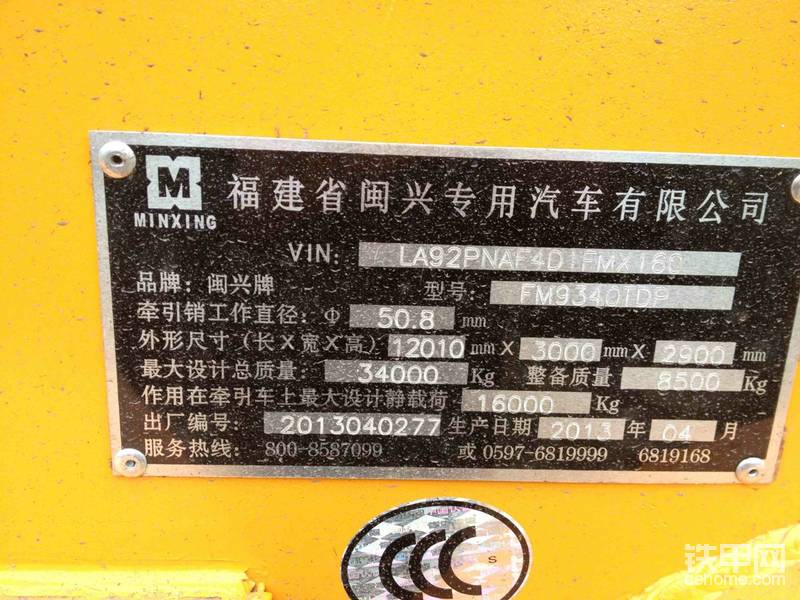 福建省闽兴专用汽车有限公司
MINXING
VIN: LA92PNAF4D1FMX160
品牌: 闽兴牌 型号: FM9340TDP
牵引销工作直径: Φ 50.8 mm
外形尺寸 (长X宽X高) 12010 mm X 3000 mm X 2900 mm
最大设计总质量: 34000 Kg 整备质量 8500 Kg
作用在牵引车上最大设计静载荷 16000 Kg
出厂编号: 2013040277 生产日期 2013 年 04 月
服务热线: 800-8587099 或 0597-6819999 6819168
CCC S
铁甲网
cehome.com